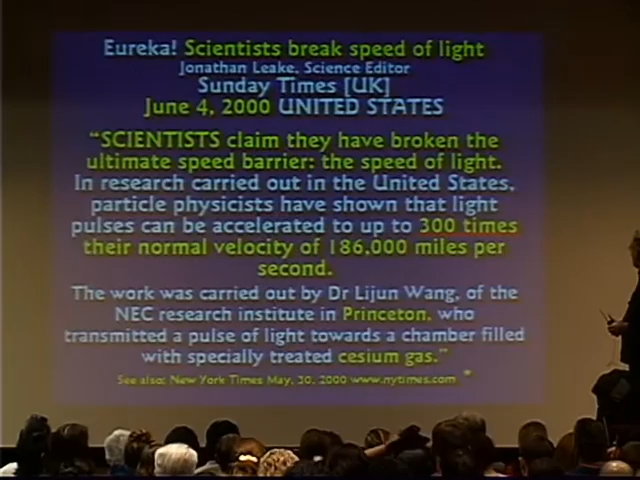 Eureka! Scientists break speed of light
Jonathan Leake, Science Editor
Sunday Times [UK]
June 4, 2000 UNITED STATES
“SCIENTISTS claim they have broken the
ultimate speed barrier: the speed of light.
In research carried out in the United States,
particle physicists have shown that light
pulses can be accelerated to up to 300 times
their normal velocity of 186,000 miles per
second.
The work was carried out by Dr Lijun Wang, of the
NEC research institute in Princeton, who
transmitted a pulse of light towards a chamber filled
with specially treated cesium gas.”
See also: New York Times May, 30, 2000 www.nytimes.com *